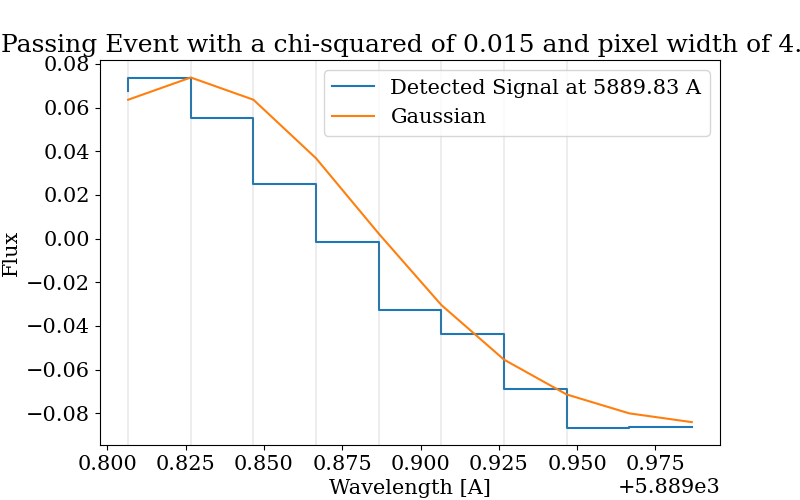 Passing Event with a chi-squared of 0.015 and pixel width of 4.
Detected Signal at 5889.83 A
Gaussian
Flux
0.08
0.06
0.04
0.02
0.00
−0.02
−0.04
−0.06
−0.08
0.800 0.825 0.850 0.875 0.900 0.925 0.950 0.975
+5.889e3
Wavelength [A]